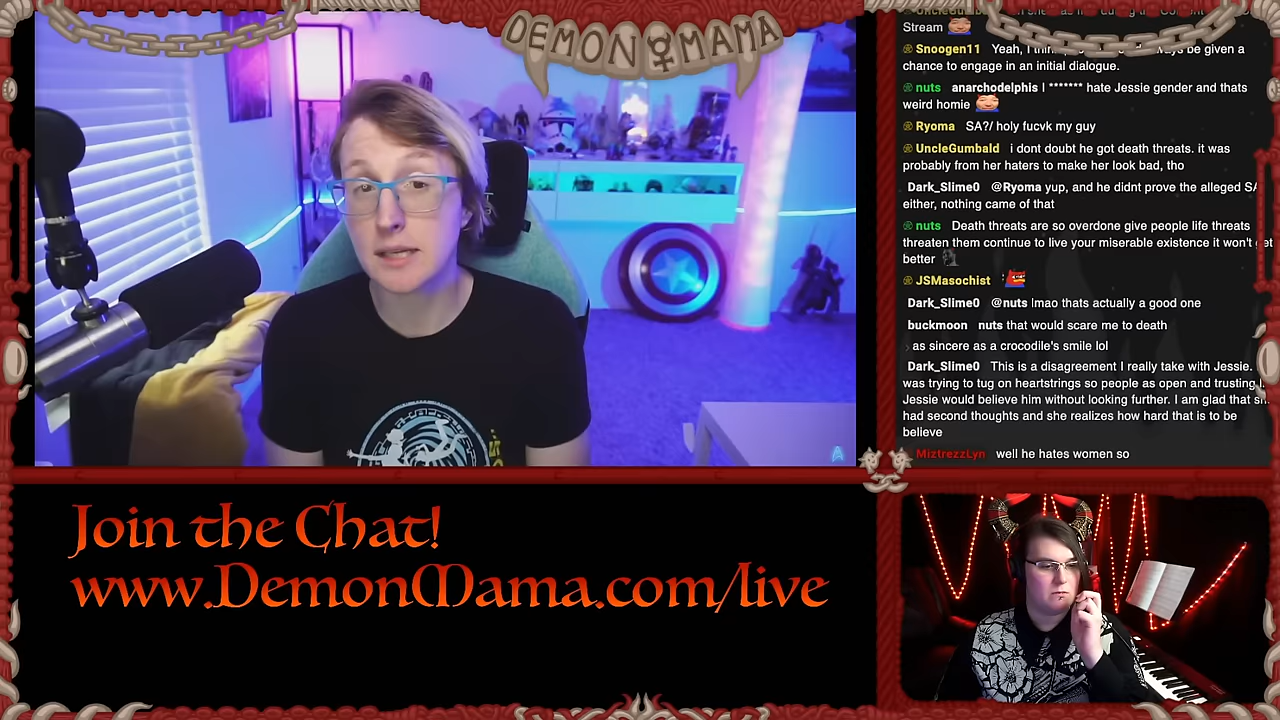 DEMON MAMA
Stream
Snoogen11 Yeah, I be given a
chance to engage in an initial dialogue.
nuts anarchodelphis I ******* hate Jessie gender and thats
weird homie
Ryoma SA?/ holy fucvk my guy
UncleGumbald i dont doubt he got death threats. it was
probably from her haters to make her look bad, tho
Dark_Slime0 @Ryoma yup, and he didnt prove the alleged SA
either, nothing came of that
nuts Death threats are so overdone give people life threats
threaten them continue to live your miserable existence it won't get
better
JSMasochist
Dark_Slime0 @nuts lmao thats actually a good one
buckmoon nuts that would scare me to death
as sincere as a crocodile's smile lol
Dark_Slime0 This is a disagreement I really take with Jessie.
was trying to tug on heartstrings so people as open and trusting
Jessie would believe him without looking further. I am glad that
had second thoughts and she realizes how hard that is to be
believe
MiztrezzLyn well he hates women so
Join the Chat!
www.DemonMama.com/live